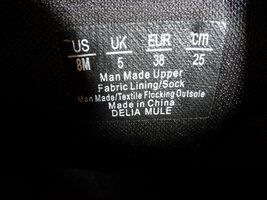 US UK EUR cm
8M 5 38 25
Man Made Upper
Fabric Lining/Sock
Man Made/Textile Flocking Outsole
Made in China
DELIA MULE